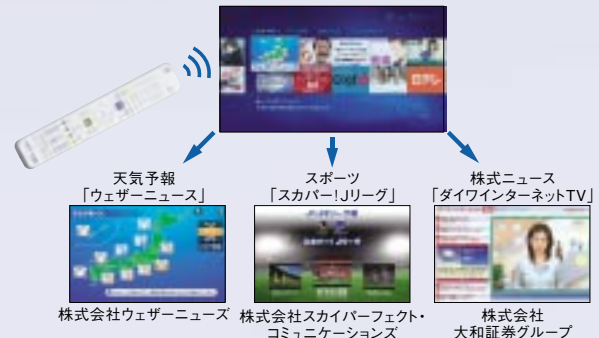 天気予報
「ウェザーニュース」
スポーツ
「スカパー!Jリーグ」
株式ニュース
「ダイワインターネットTV」
株式会社ウェザーニューズ
株式会社スカイパーフェクト・
コミュニケーションズ
株式会社
大和証券グループ